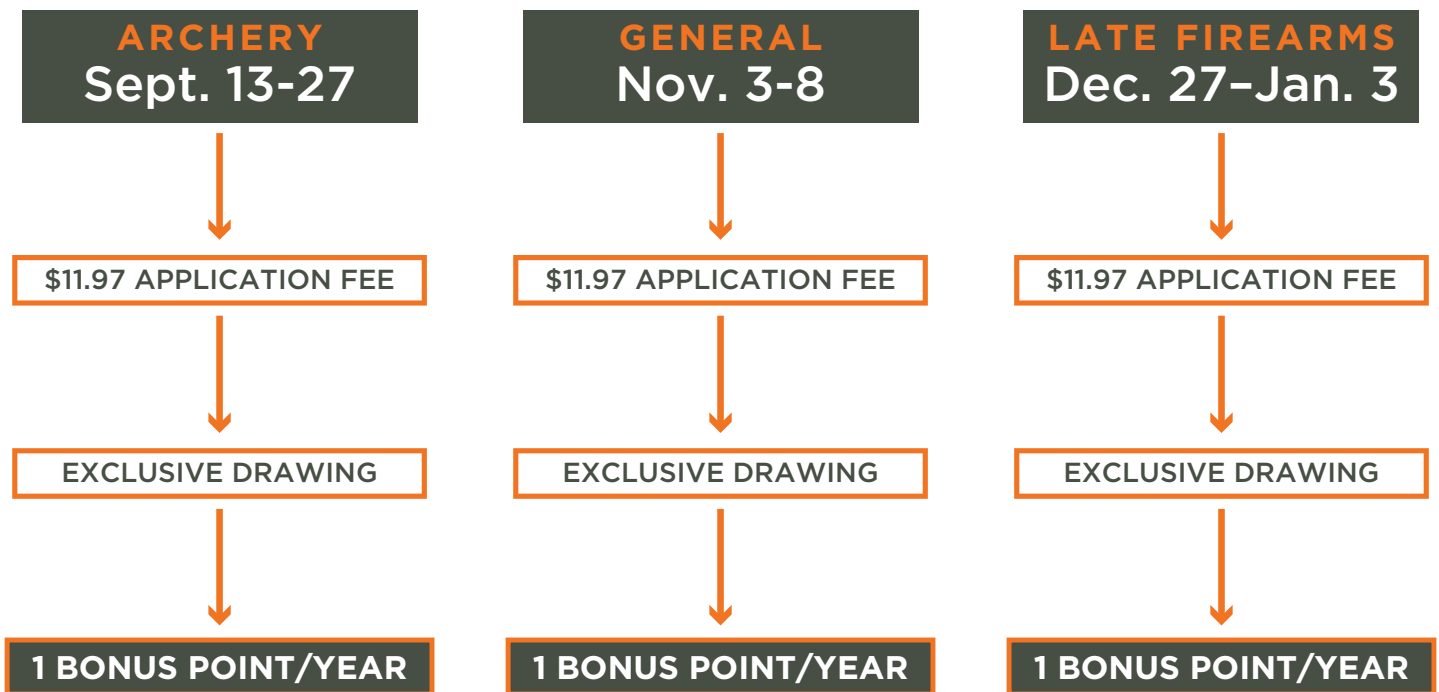 ARCHERY
Sept. 13-27
$11.97 APPLICATION FEE
EXCLUSIVE DRAWING
1 BONUS POINT/YEAR
GENERAL
Nov. 3-8
$11.97 APPLICATION FEE
EXCLUSIVE DRAWING
1 BONUS POINT/YEAR
LATE FIREARMS
Dec. 27–Jan. 3
$11.97 APPLICATION FEE
EXCLUSIVE DRAWING
1 BONUS POINT/YEAR